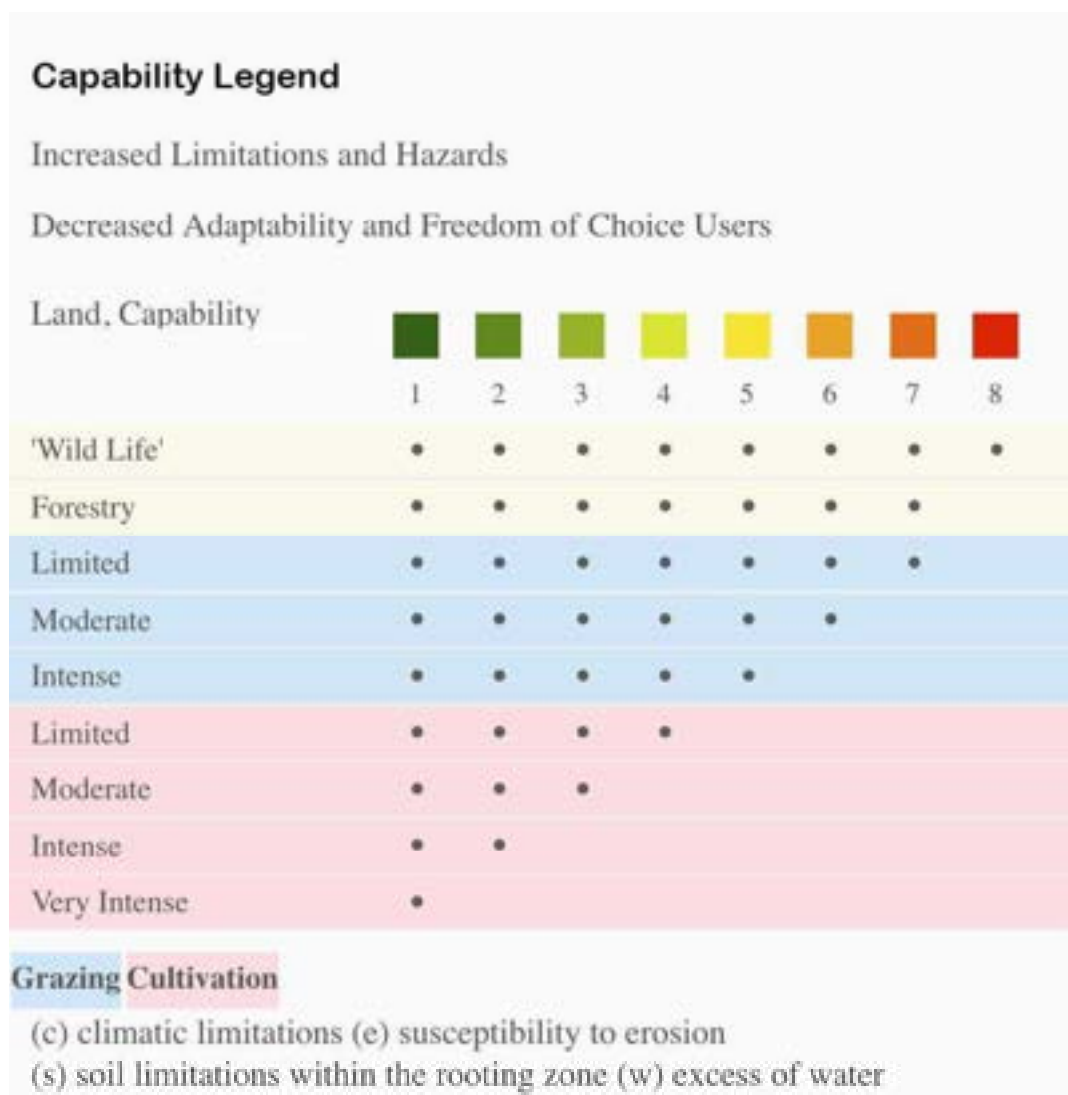 Capability Legend
Increased Limitations and Hazards
Decreased Adaptability and Freedom of Choice Users
Land, Capability
1 2 3 4 5 6 7 8
'Wild Life'
Forestry
Limited
Moderate
Intense
Limited
Moderate
Intense
Very Intense
Grazing Cultivation
(c) climatic limitations (e) susceptibility to erosion
(s) soil limitations within the rooting zone (w) excess of water